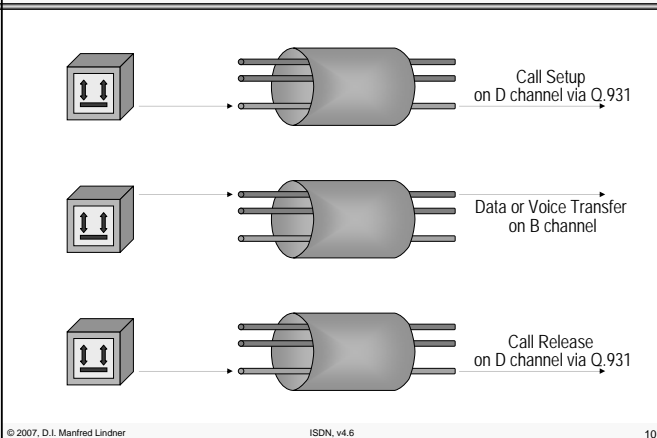 Call Setup
on D channel via Q.931
Data or Voice Transfer
on B channel
Call Release
on D channel via Q.931
© 2007, D.I. Manfred Lindner
ISDN, v4.6
10